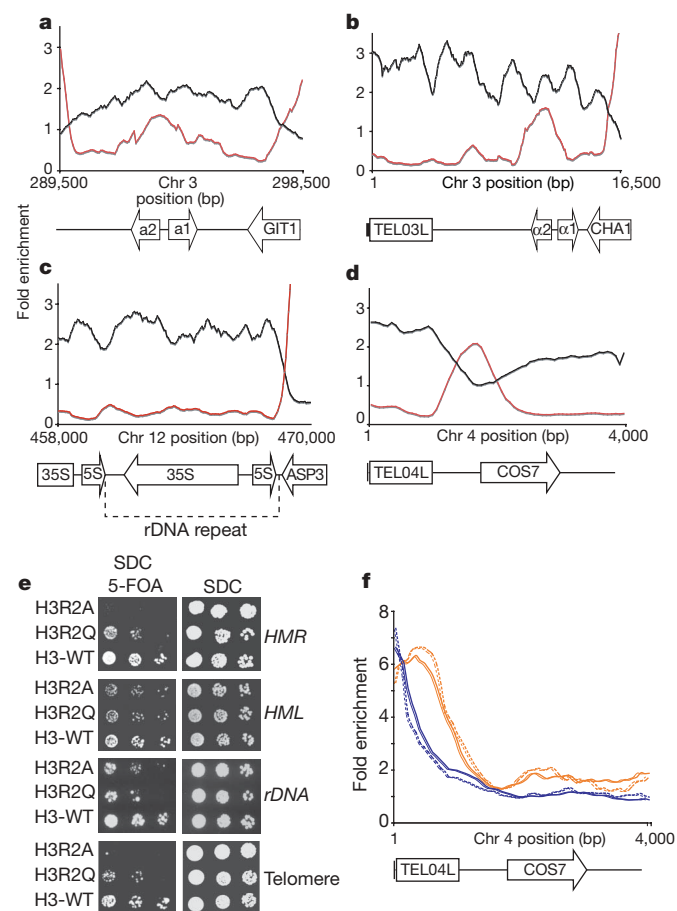 a
3
2
1
0
289,500
298,500
Chr 3
position (bp)
a2
a1
GIT1
b
3
2
1
0
1
Chr 3 position (bp)
16,500
TEL03L
α2
α1
CHA1
Fold enrichment
c
3
2
1
0
458,000
Chr 12 position (bp)
470,000
35S
5S
35S
5S
ASP3
rDNA repeat
d
3
2
1
0
1
Chr 4 position (bp)
4,000
TEL04L
COS7
e
SDC
5-FOA
SDC
H3R2A
H3R2Q
H3-WT
HMR
H3R2A
H3R2Q
H3-WT
HML
H3R2A
H3R2Q
H3-WT
rDNA
H3R2A
H3R2Q
H3-WT
Telomere
f
Fold enrichment
8
6
4
2
0
1
Chr 4 position (bp)
4,000
TEL04L
COS7